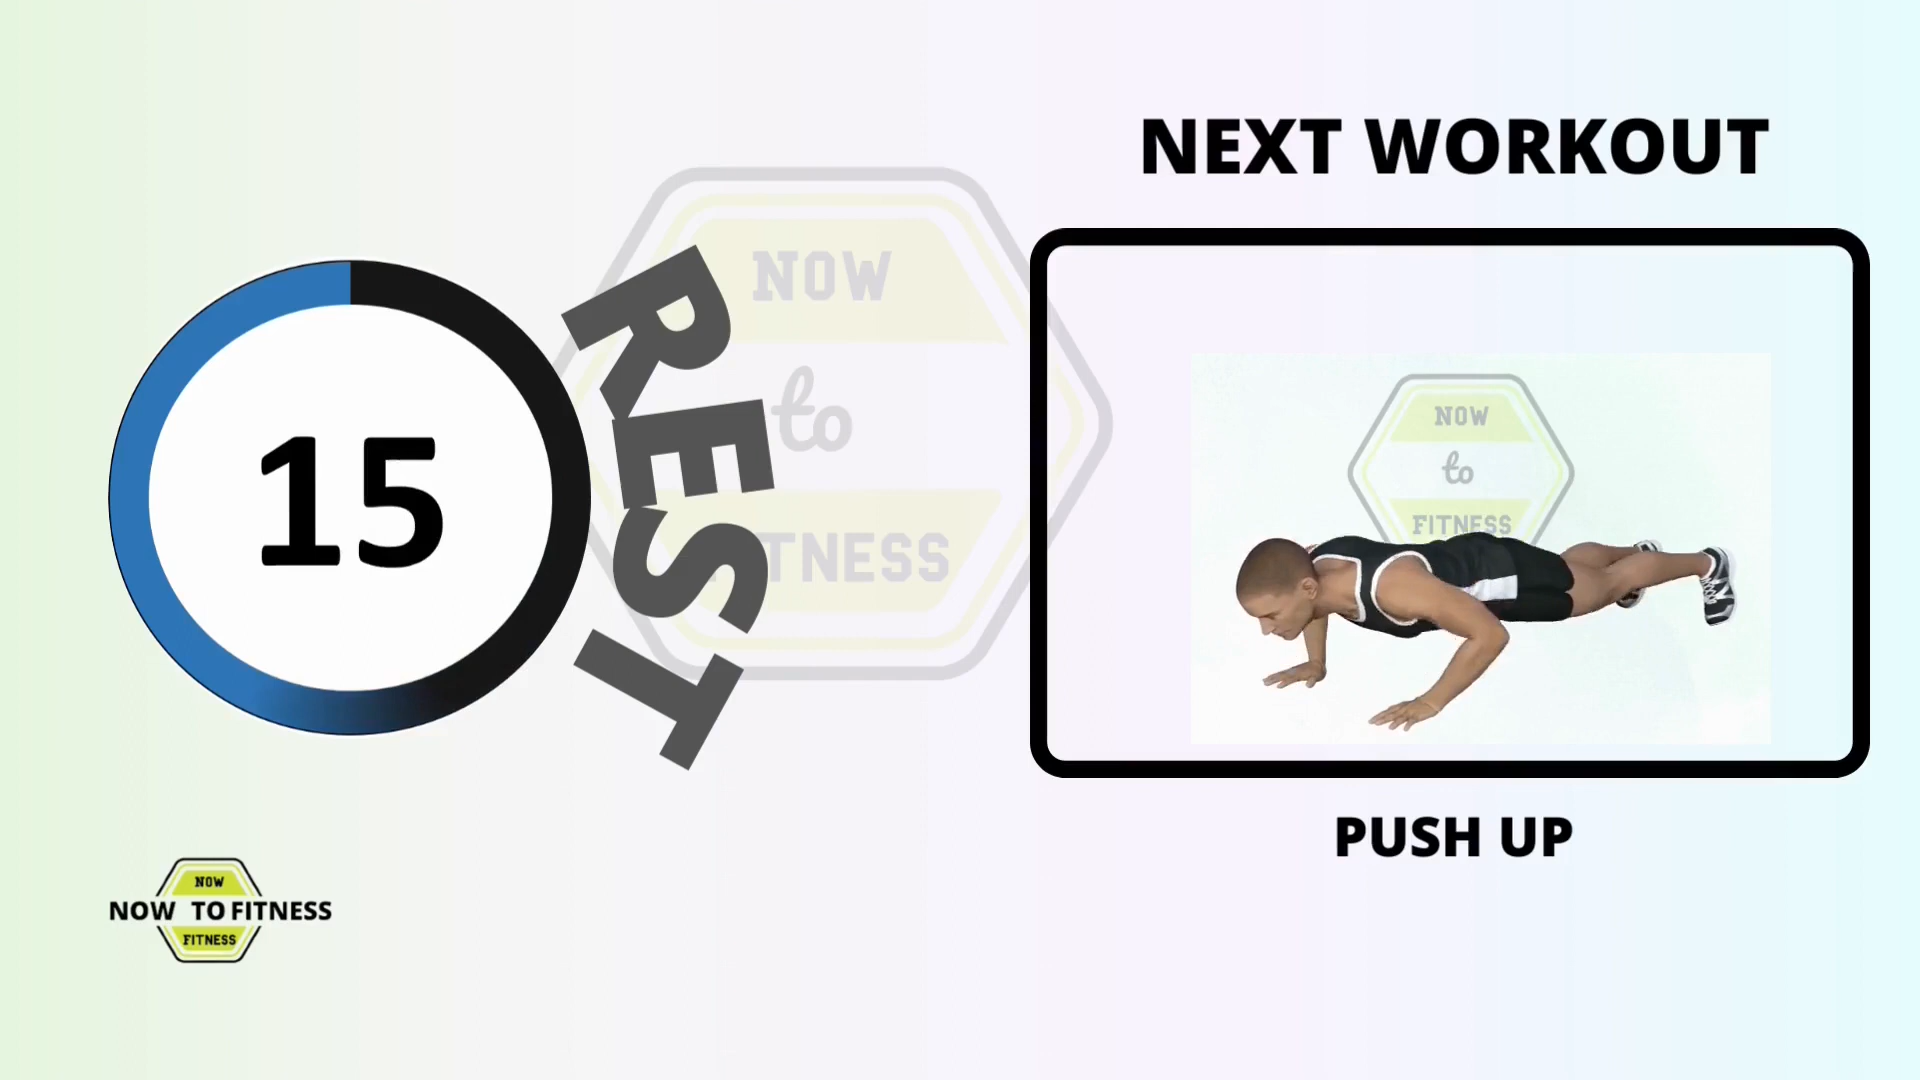 NEXT WORKOUT
NOW
to
FITNESS
15
REST
NOW
to
FITNESS
PUSH UP
NOW
NOW TO FITNESS
FITNESS